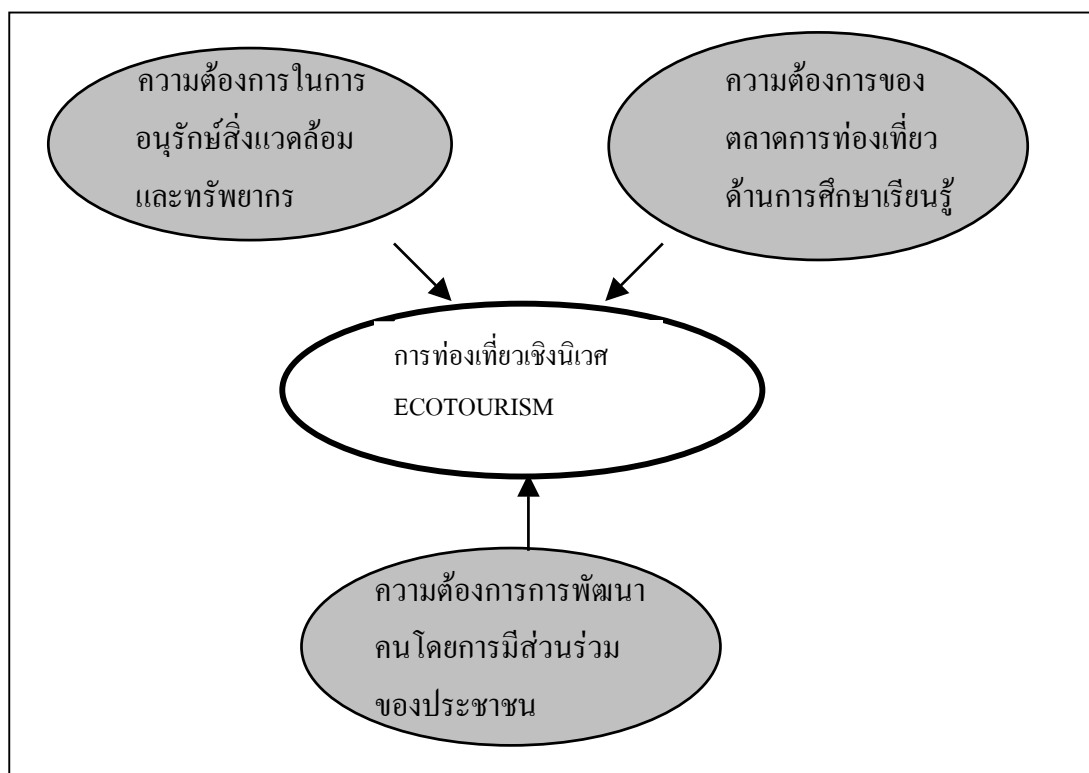 ความต้องการในการ
อนุรักษ์สิ่งแวดล้อม
และทรัพยากร
ความต้องการของ
ตลาดการท่องเที่ยว
ด้านการศึกษาเรียนรู้
การท่องเที่ยวเชิงนิเวศ
ECOTOURISM
ความต้องการการพัฒนา
คนโดยการมีส่วนร่วม
ของประชาชน